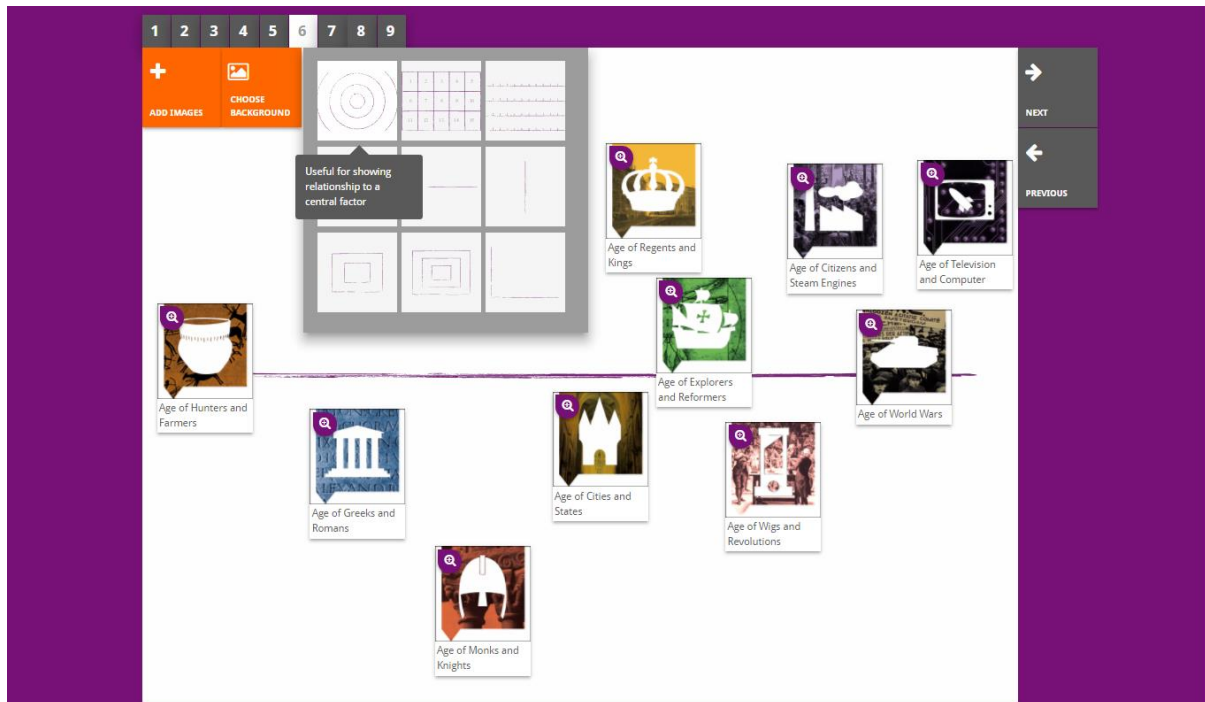 1 2 3 4 5 6 7 8 9
ADD IMAGES
CHOOSE
BACKGROUND
NEXT
PREVIOUS
Useful for showing
relationship to a
central factor
Age of Regents and
Kings
Age of Citizens and
Steam Engines
Age of Television
and Computer
Age of Hunters and
Farmers
Age of Explorers
and Reformers
Age of World Wars
Age of Greeks and
Romans
Age of Cities and
States
Age of Wigs and
Revolutions
Age of Monks and
Knights